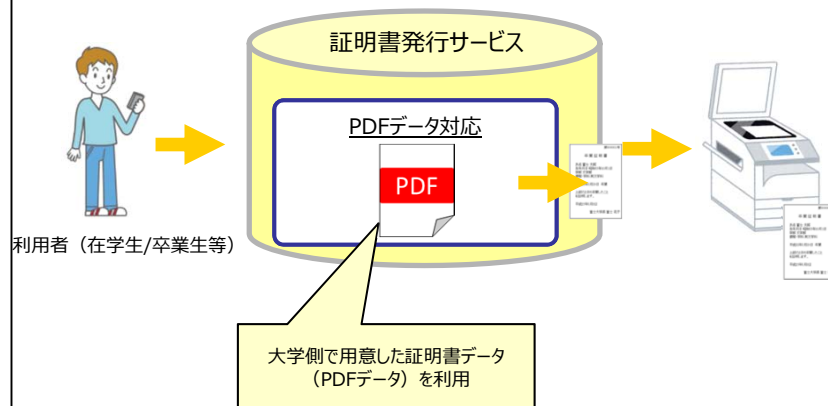 証明書発行サービス
PDFデータ対応
PDF
利用者（在学生/卒業生等）
大学側で用意した証明書データ
（PDFデータ）を利用